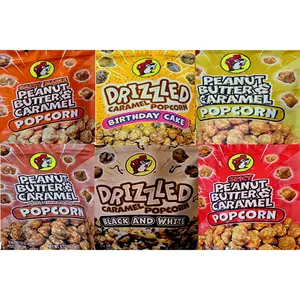 PEANUT
BUTTER &
CARAMEL
POPCORN
DRIZZLED
CARAMEL POPCORN
BIRTHDAY CAKE
PEANUT
BUTTER &
CARAMEL
POPCORN
PEANUT
BUTTER &
CARAMEL
POPCORN
DRIZZLED
CARAMEL POPCORN
BLACK AND WHITE
SPICY
PEANUT
BUTTER &
CARAMEL
POPCORN